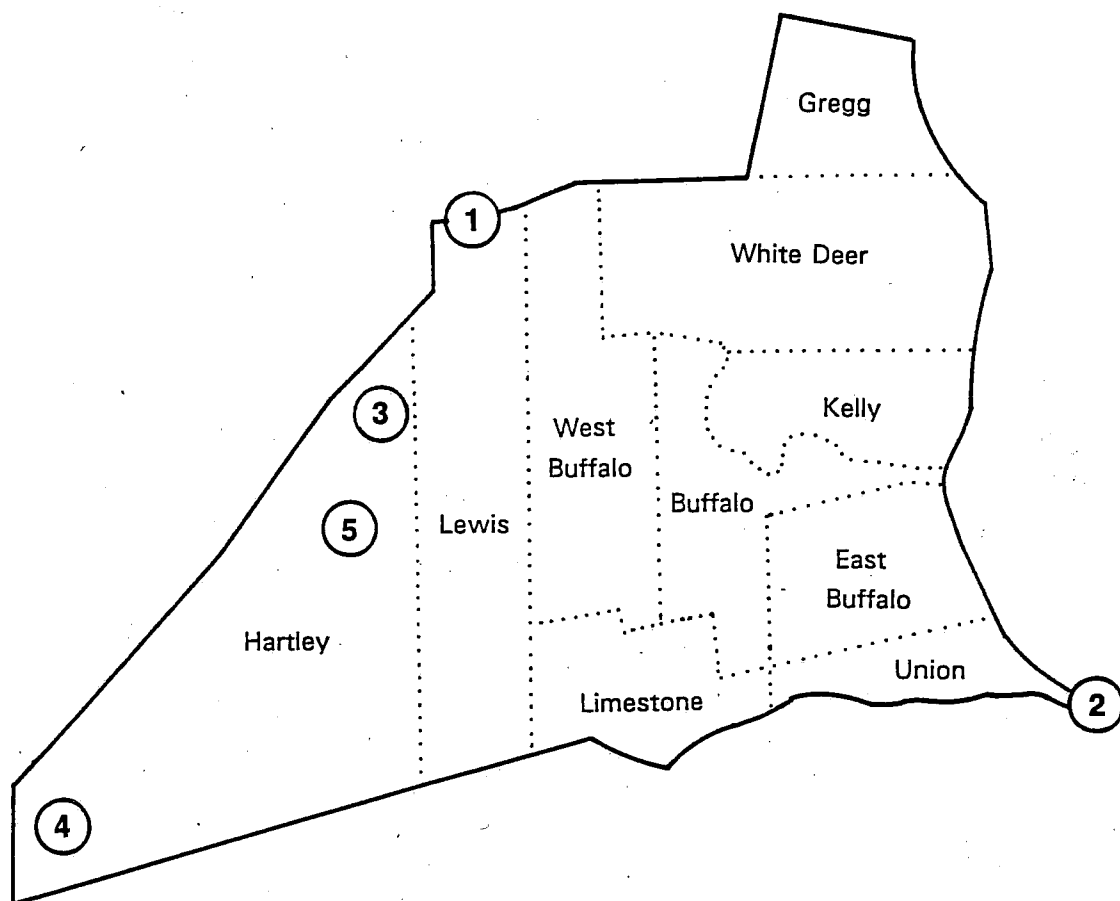 Gregg
1
White Deer
3
Kelly
West
Buffalo
Buffalo
5
Lewis
East
Buffalo
Hartley
Union
Limestone
2
4